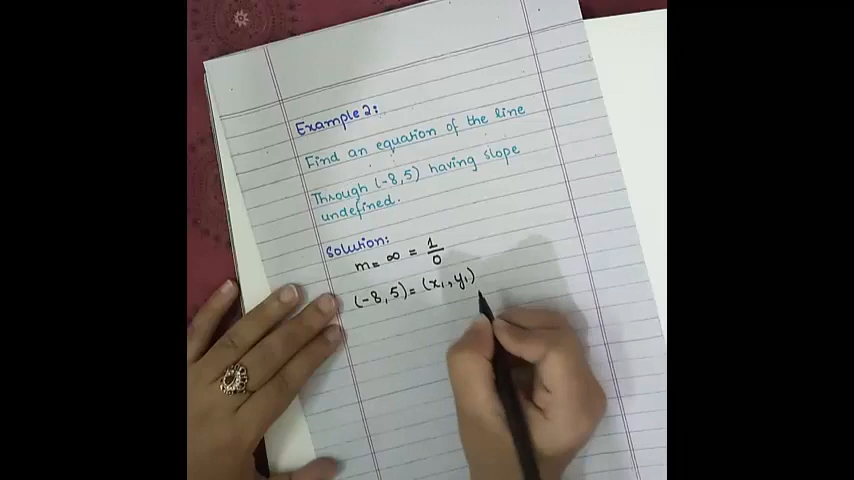 Example 2:
Find an equation of the line
Through (-8,5) having slope
undefined.
Solution:
m = ∞ = 1/0
(-8,5) = (x₁, y₁)